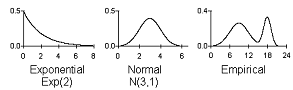 0.5
0.0
0 2 4 6 8
Exponential
Exp(2)
0.5
0.0
0 2 4 6
Normal
N(3,1)
0.4
0.0
0 6 12 18 24
Empirical